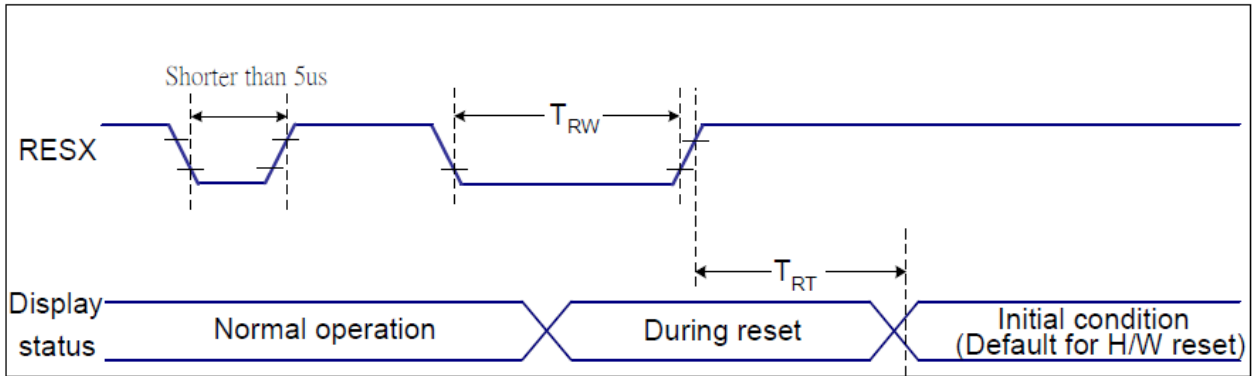 Shorter than 5us
RESX
TRW
TRT
Display
status
Normal operation
During reset
Initial condition
(Default for H/W reset)